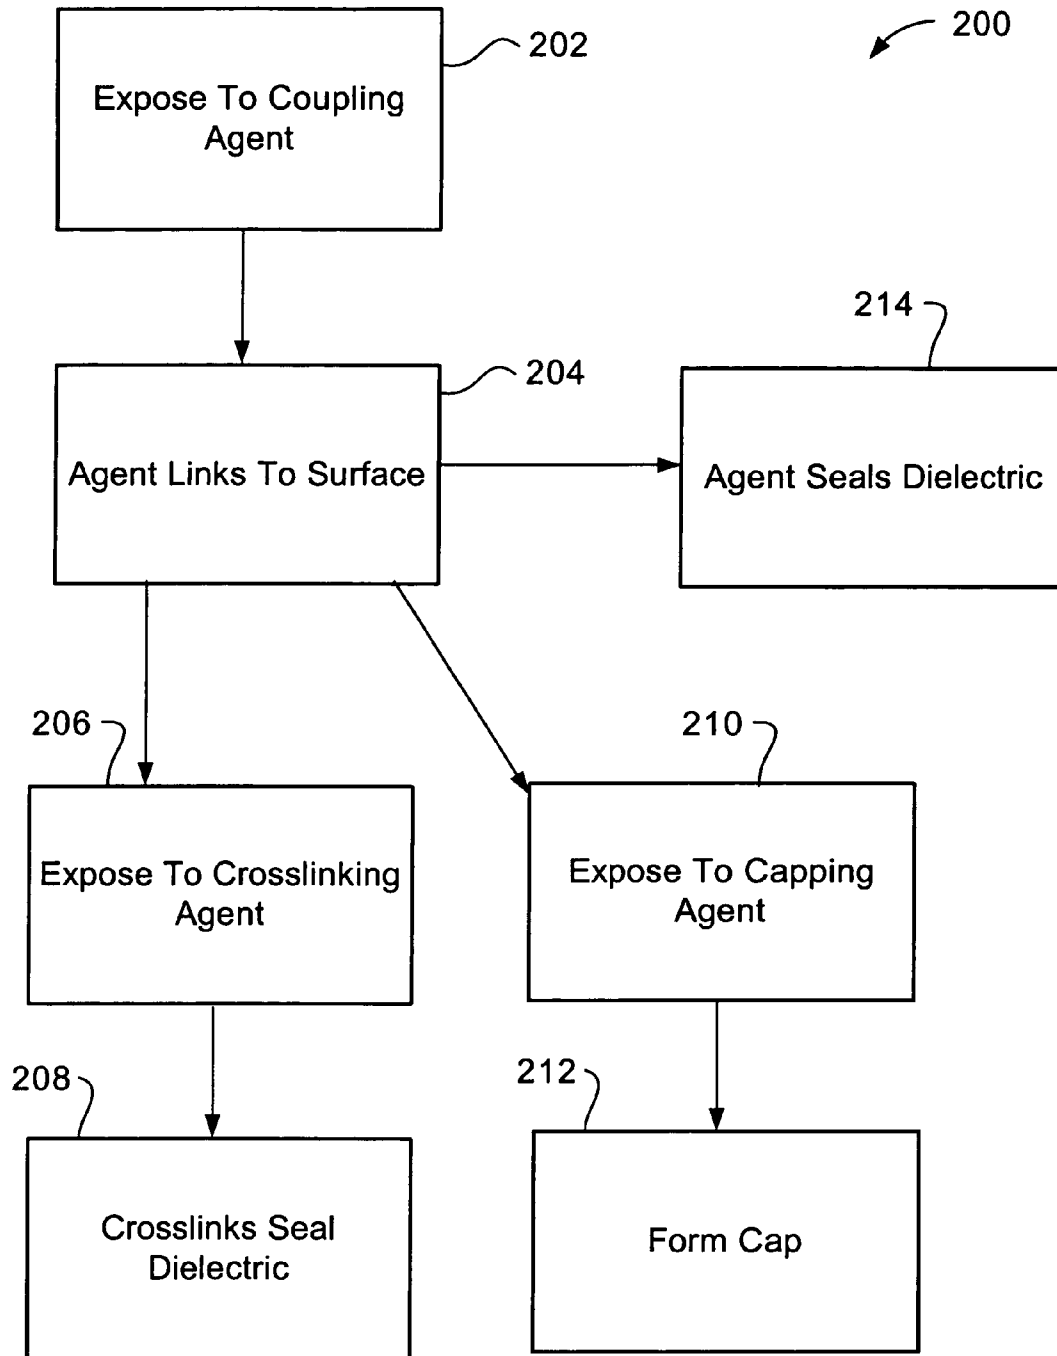 200
202
Expose To Coupling
Agent
214
204
Agent Links To Surface
Agent Seals Dielectric
206
210
Expose To Crosslinking
Agent
Expose To Capping
Agent
208
212
Crosslinks Seal
Dielectric
Form Cap